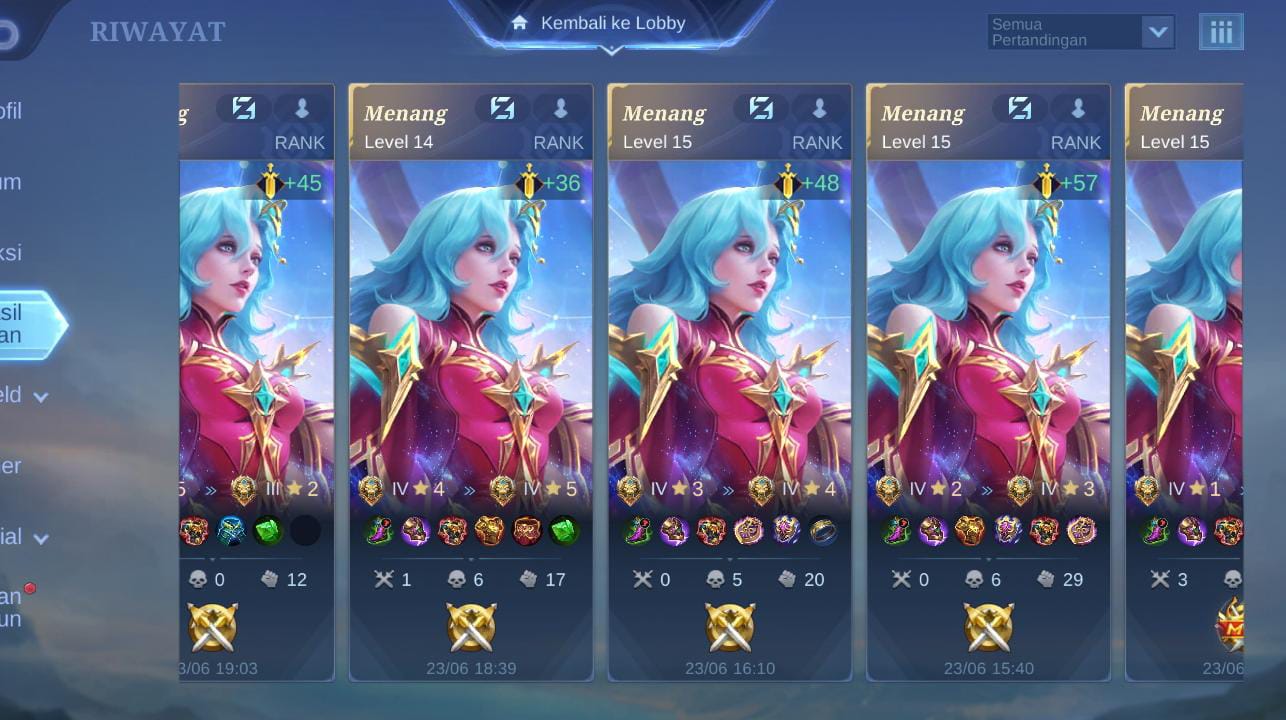 RIWAYAT
Kembali ke Lobby
Semua
Pertandingan
ofil
um
ksi
asil
an
eld
er
ial
an
un
g
RANK
+45
5 » III 2
0 12
3/06 19:03
Menang
Level 14
RANK
+36
IV 4 » IV 5
1 6 17
23/06 18:39
Menang
Level 15
RANK
+48
IV 3 » IV 4
0 5 20
23/06 16:10
Menang
Level 15
RANK
+57
IV 2 » IV 3
0 6 29
23/06 15:40
Menang
Level 15
IV 1
3
23/06